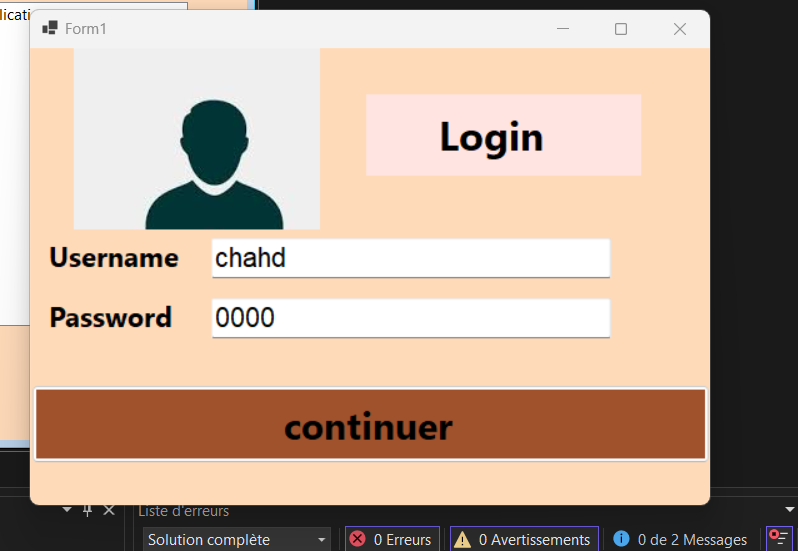 Form1
Login
Username chahd
Password 0000
continuer
Liste d'erreurs
Solution complète 0 Erreurs 0 Avertissements 0 de 2 Messages